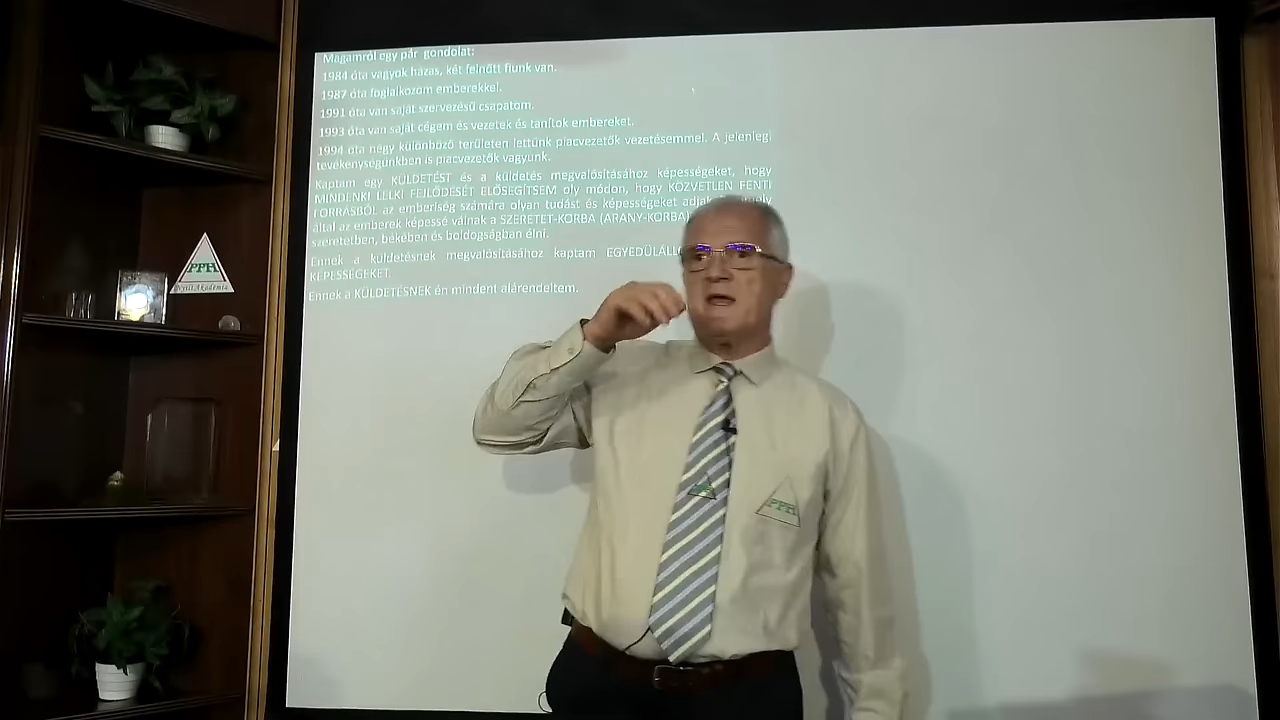 Magamról egy pár gondolat:
1984 óta vagyok házas, két felnőtt fiunk van.
1987 óta foglalkozom emberekkel.
1991 óta van saját szervezésű csapatom.
1993 óta van saját cégem és vezetek és tanítok embereket.
1994 óta négy különböző területen lettünk piacvezetők vezetésemmel. A jelenlegi
tevékenységünkben is piacvezetők vagyunk.
Kaptam egy KÜLDETÉST és a küldetés megvalósításához képességeket, hogy
MINDENKI LELKI FEJLŐDÉSÉT ELŐSEGÍTSEM oly módon, hogy KÖZVETLEN FENTI
FORRÁSBÓL az emberiség számára olyan tudást és képességeket
által az emberek képessé válnak a SZERETET-KORBA (ARANY-KORBA)
szeretetben, békében és boldogságban élni.
Ennek a küldetésnek megvalósításához kaptam
KÉPESSÉGEKET.
Ennek a KÜLDETÉSNEK én mindent alárendeltem.
PPH
Nyílt Akadémia
PPH